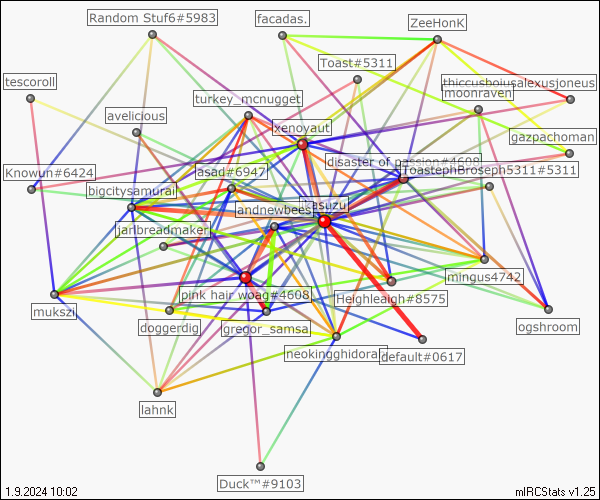 Random Stuf6#5983
facadas.
ZeeHonK
Toast#5311
tescoroll
thiccusboiusalexusjoneus
moonraven
turkey_mcnugget
avelicious
xenoyaut
gazpachoman
disaster of passion#4608
Knowun#6424
asad#6947
ToastephBroseph5311#5311
bigcitysamurai
andnewbees
jarlbreadmaker
mingus4742
pink hair woag#4608
Heighleaigh#8575
mukszi
doggerdig
gregor_samsa
ogshroom
neokingghidorah
default#0617
lahnk
Duck™#9103
1.9.2024 10:02
mIRCStats v1.25